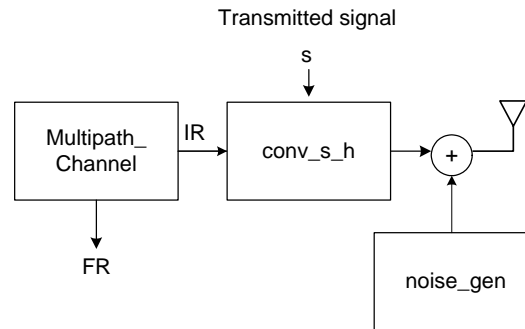 Transmitted signal
s
Multipath_
Channel
IR
conv_s_h
+
FR
noise_gen